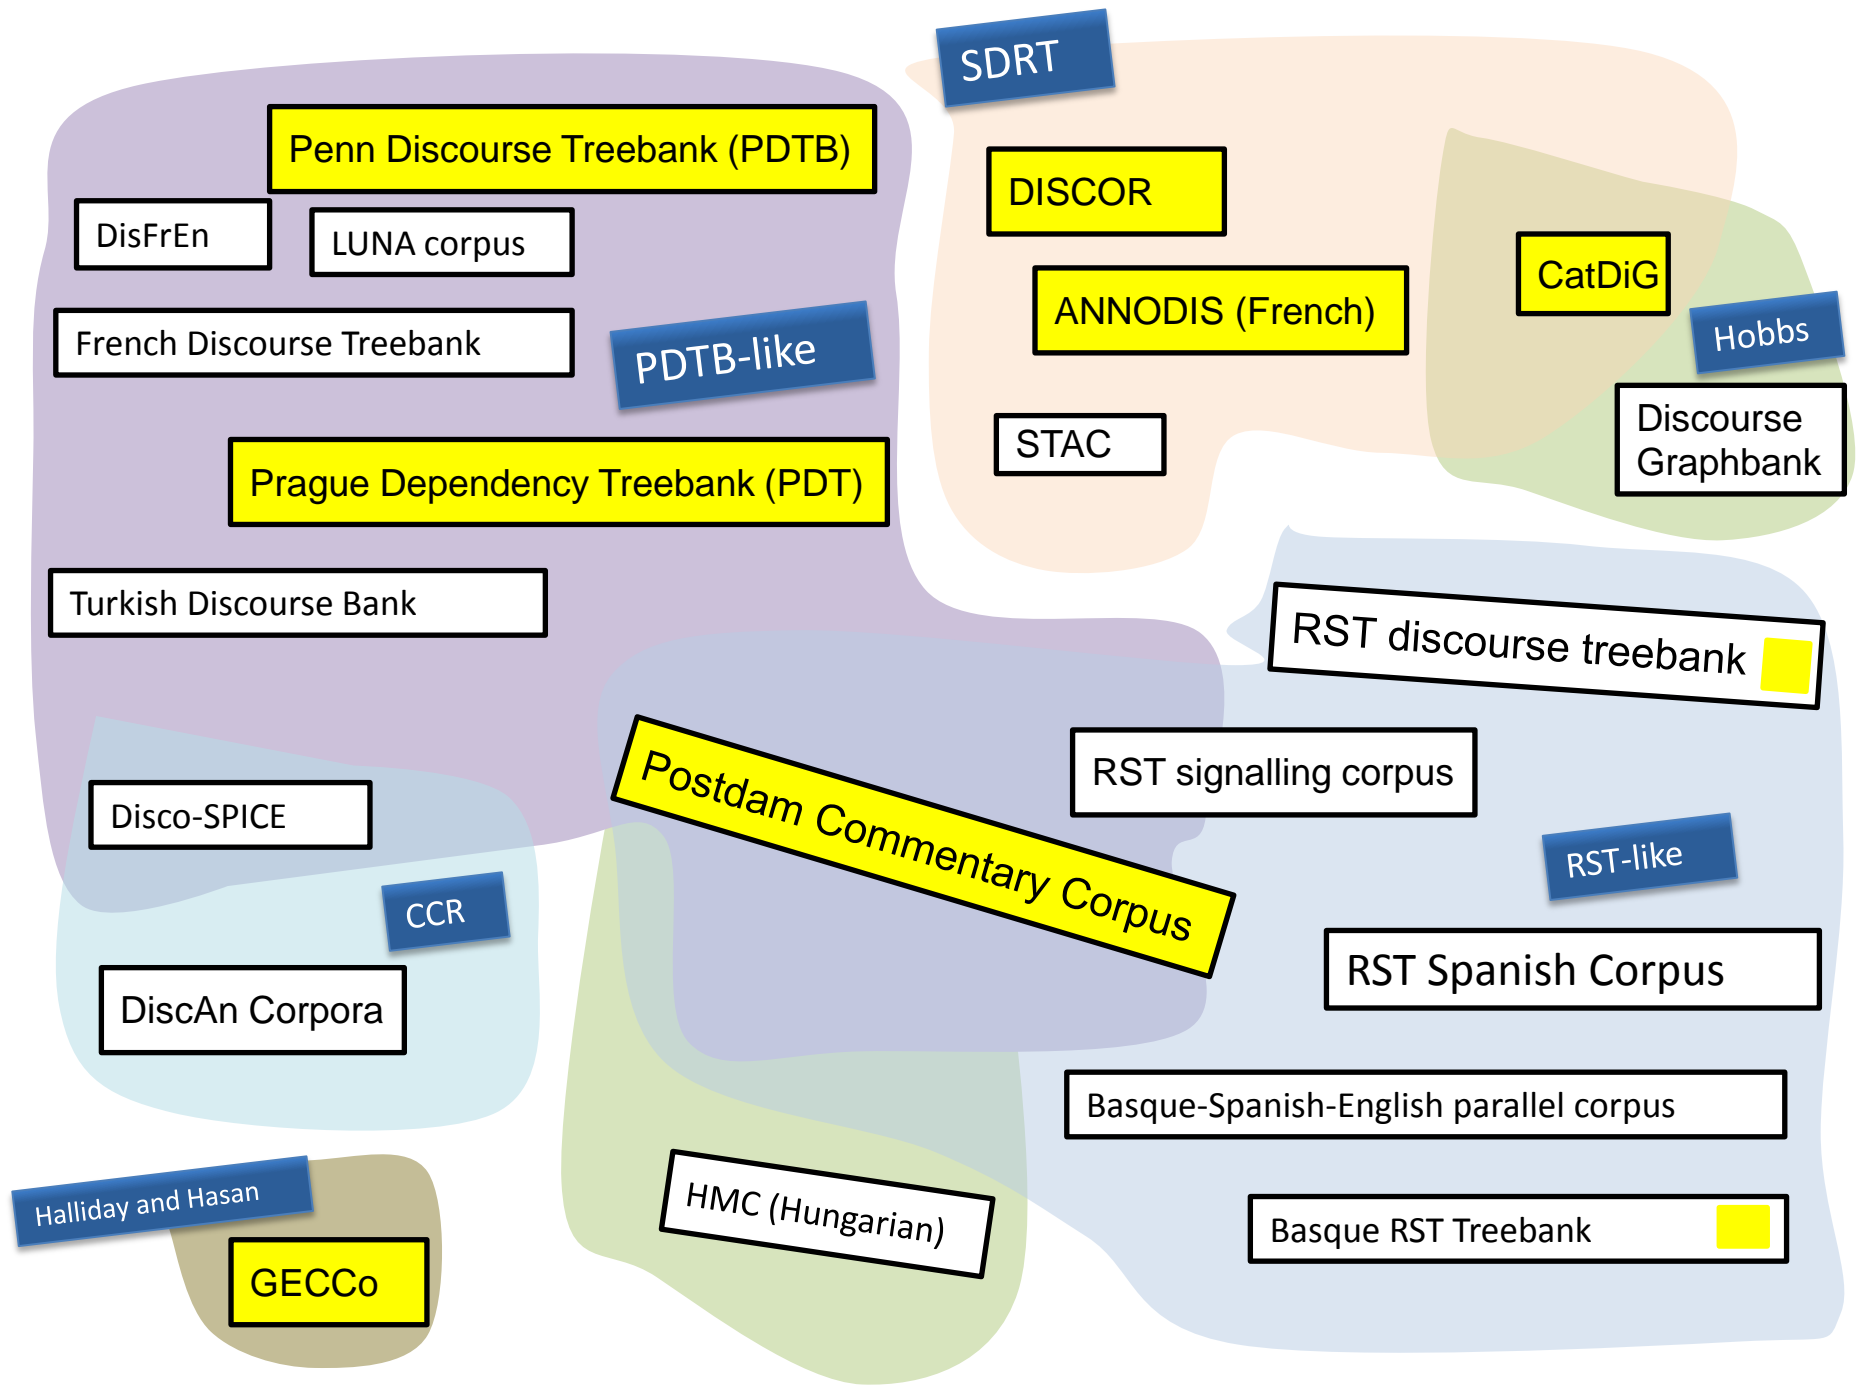 SDRT
Penn Discourse Treebank (PDTB)
DISCOR
DisFrEn
LUNA corpus
CatDiG
ANNODIS (French)
French Discourse Treebank
PDTB-like
Hobbs
STAC
Discourse
Graphbank
Prague Dependency Treebank (PDT)
Turkish Discourse Bank
RST discourse treebank
RST signalling corpus
Disco-SPICE
Postdam Commentary Corpus
RST-like
CCR
RST Spanish Corpus
DiscAn Corpora
Basque-Spanish-English parallel corpus
Halliday and Hasan
HMC (Hungarian)
Basque RST Treebank
GECCo